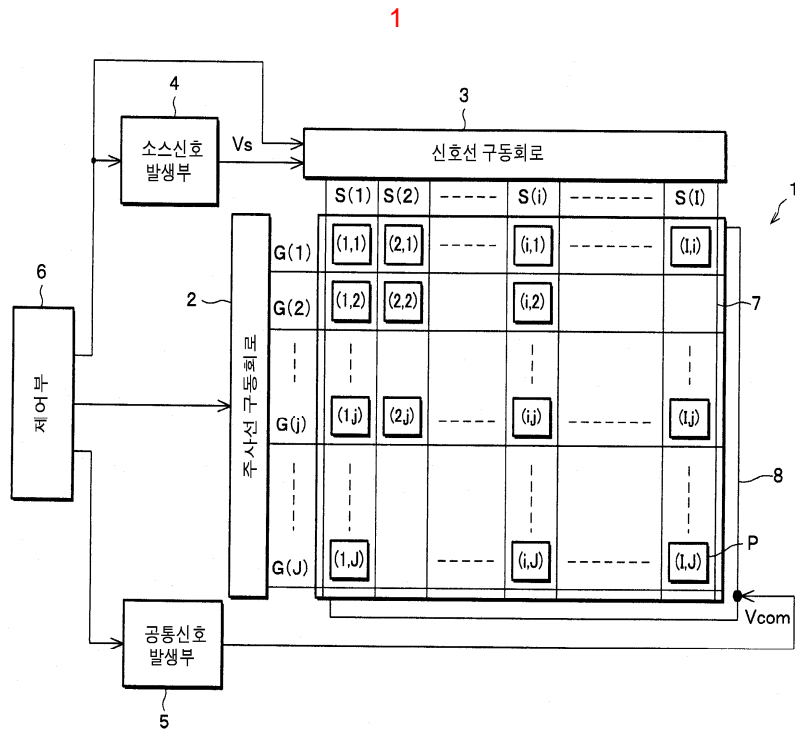 1
4
소스신호
발생부
Vs
3
신호선 구동회로
1
S(1) S(2) S(i) S(I)
6
제어부
2
주사선 구동회로
G(1) (1,1) (2,1) (i,1) (I,i)
G(2) (1,2) (2,2) (i,2)
7
G(j) (1,j) (2,j) (i,j) (I,j)
8
G(J) (1,J) (i,J) (I,J)
P
Vcom
공통신호
발생부
5